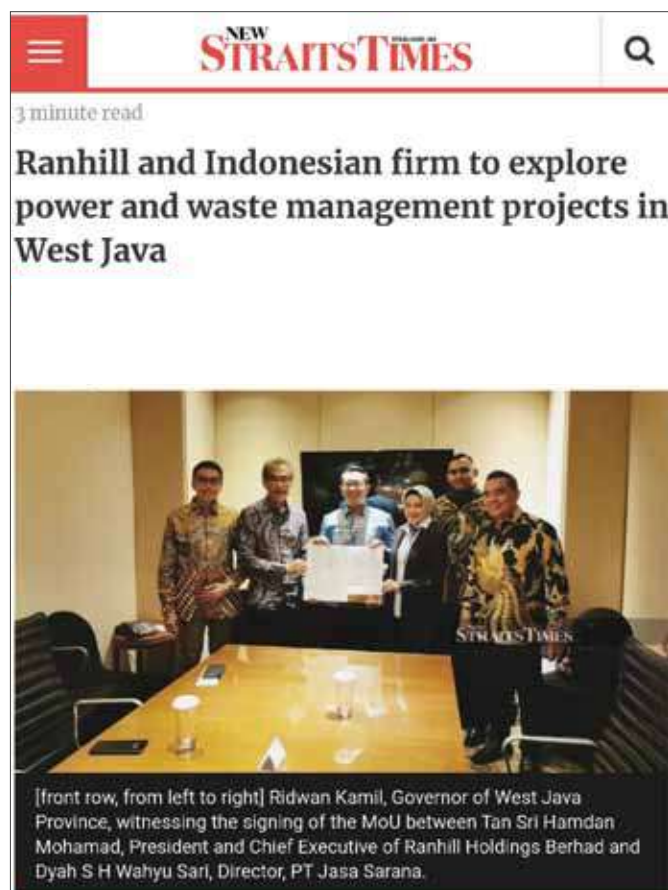 NEW
STRAITS TIMES
3 minute read
Ranhill and Indonesian firm to explore
power and waste management projects in
West Java
STRAITS TIMES
[front row, from left to right] Ridwan Kamil, Governor of West Java
Province, witnessing the signing of the MoU between Tan Sri Hamdan
Mohamad, President and Chief Executive of Ranhill Holdings Berhad and
Dyah S H Wahyu Sari, Director, PT Jasa Sarana.